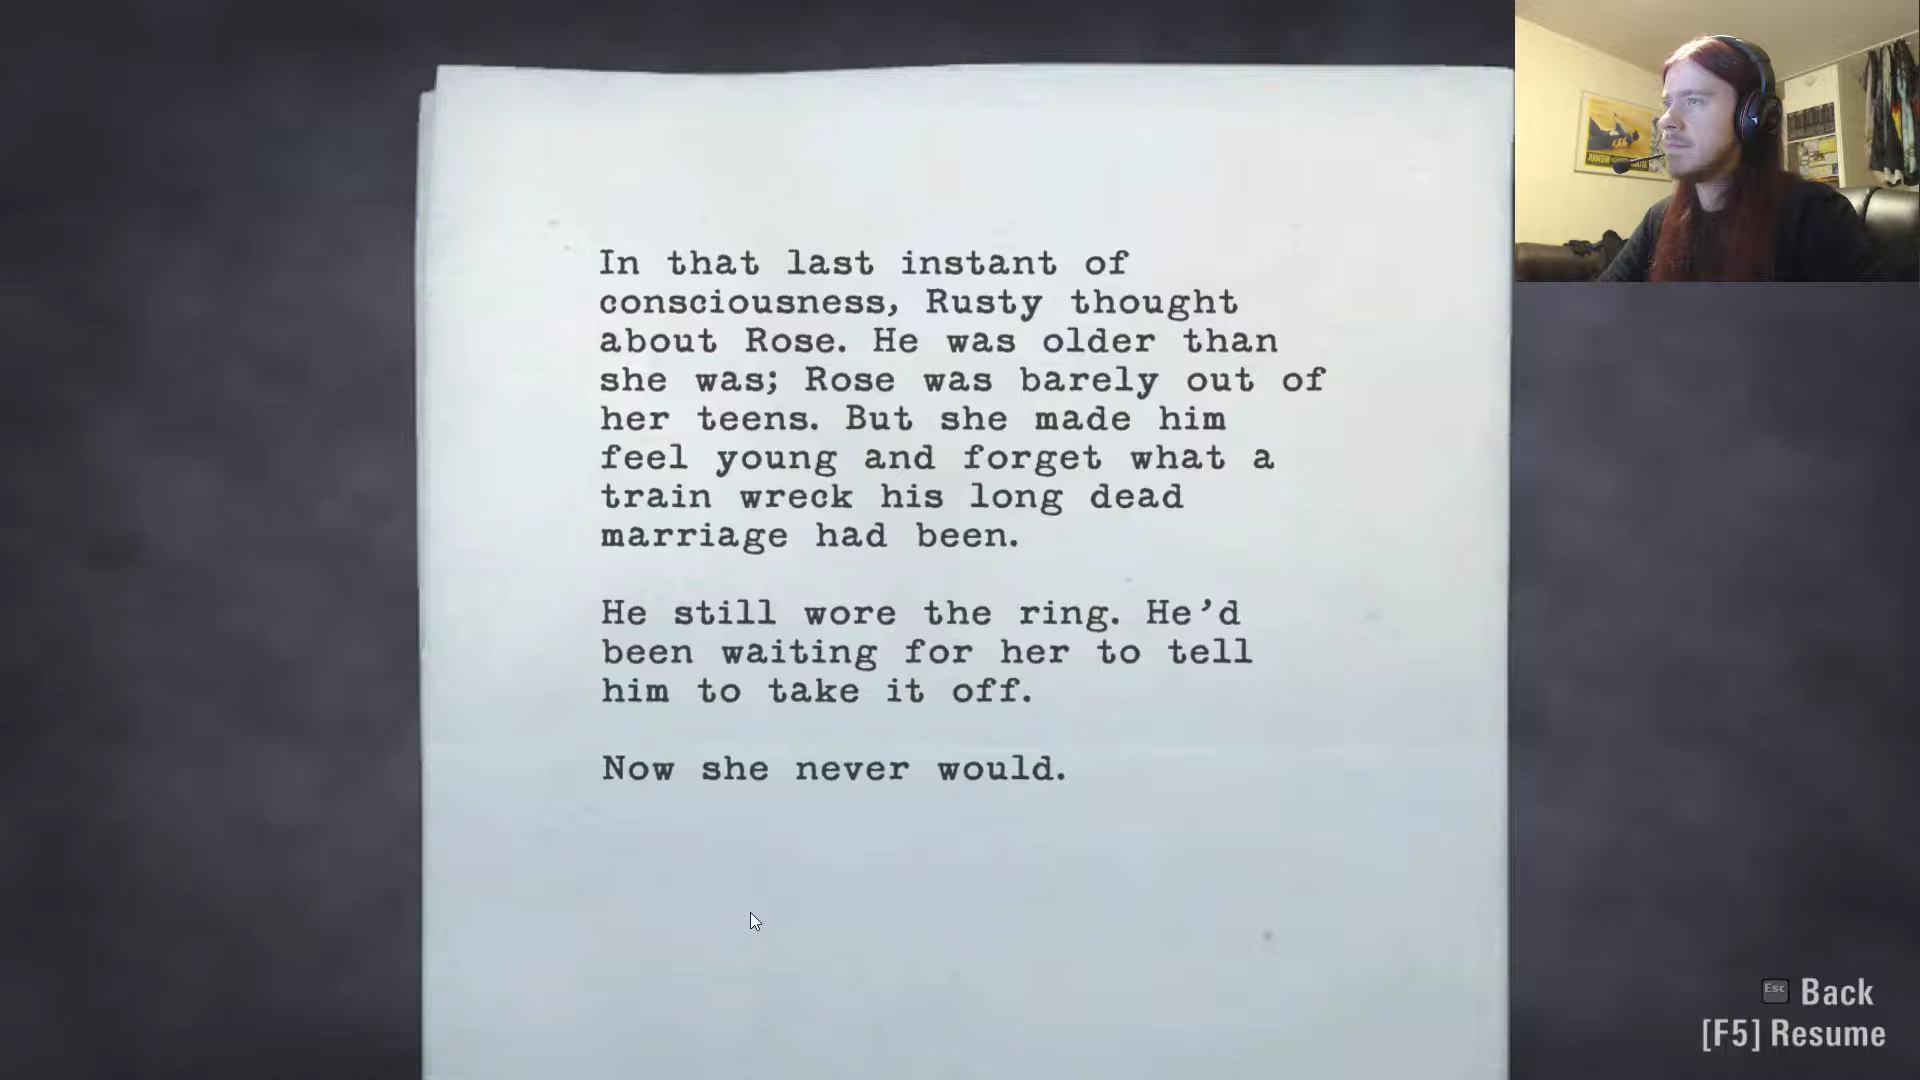 In that last instant of
consciousness, Rusty thought
about Rose. He was older than
she was; Rose was barely out of
her teens. But she made him
feel young and forget what a
train wreck his long dead
marriage had been.
He still wore the ring. He'd
been waiting for her to tell
him to take it off.
Now she never would.
Esc Back
[F5] Resume